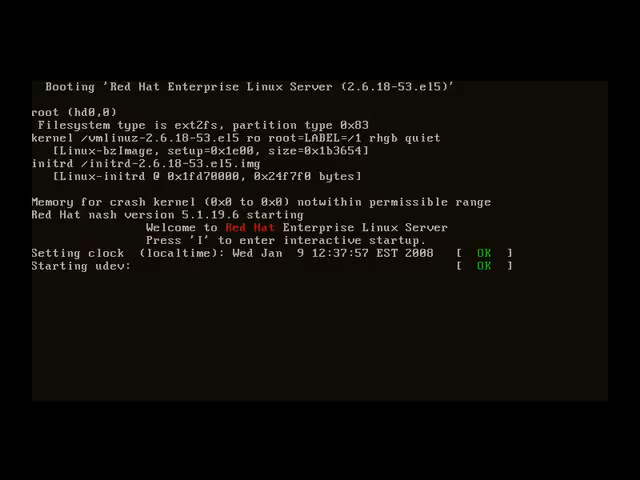 Booting 'Red Hat Enterprise Linux Server (2.6.18-53.el5)'
root (hd0,0)
Filesystem type is ext2fs, partition type 0x83
kernel /vmlinuz-2.6.18-53.el5 ro root=LABEL=/1 rhgb quiet
[Linux-bzImage, setup=0x1e00, size=0x1b3654]
initrd /initrd-2.6.18-53.el5.img
[Linux-initrd @ 0x1fd70000, 0x24f7f0 bytes]
Memory for crash kernel (0x0 to 0x0) notwithin permissible range
Red Hat nash version 5.1.19.6 starting
Welcome to Red Hat Enterprise Linux Server
Press 'I' to enter interactive startup.
Setting clock  (localtime): Wed Jan  9 12:37:57 EST 2008 [  OK  ]
Starting udev: [  OK  ]